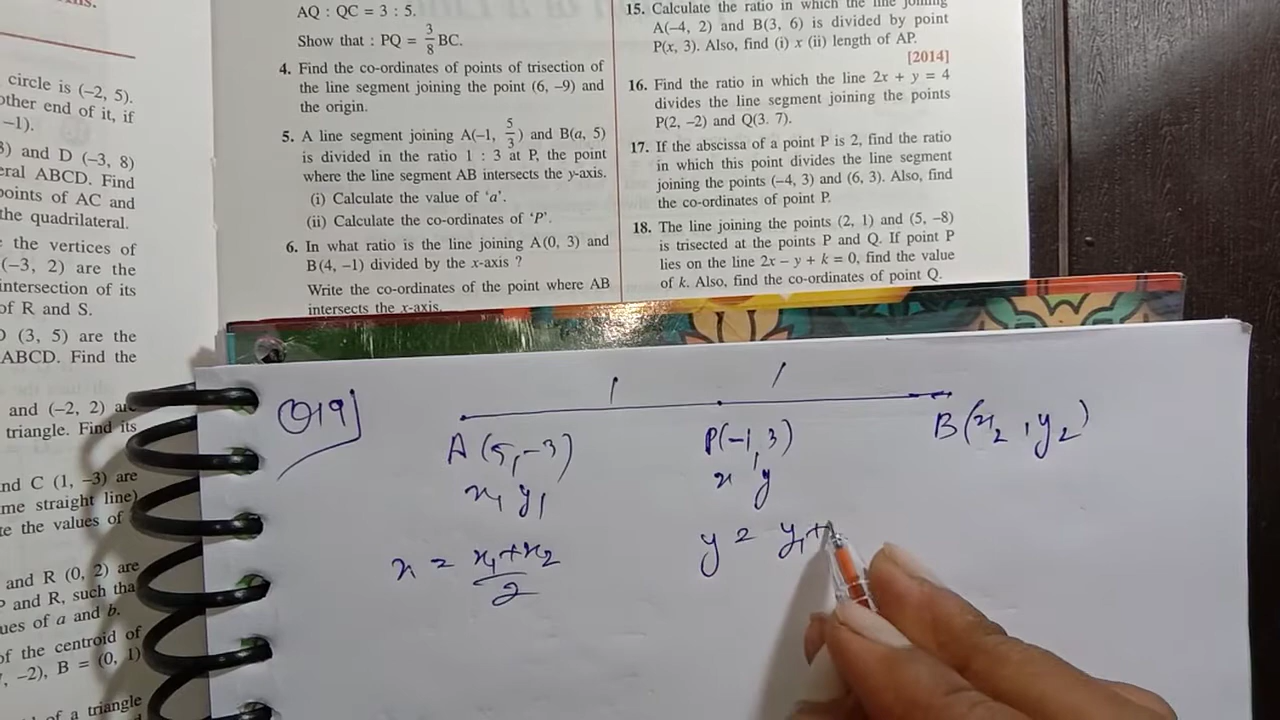 circle is (–2, 5).
other end of it, if
–1).
and D (–3, 8)
ABCD. Find
points of AC and
the quadrilateral.
the vertices of
(–3, 2) are the
intersection of its
of R and S.
(3, 5) are the
ABCD. Find the
and (–2, 2) are
triangle. Find its
and C (1, –3) are
straight line)
the values of
and R (0, 2) are
and R, such tha
of a and b.
of the centroid of
, –2), B = (0, 1)
of a triangle
AQ : QC = 3 : 5.
Show that : PQ = 3/8 BC.
4. Find the co-ordinates of points of trisection of
the line segment joining the point (6, –9) and
the origin.
5. A line segment joining A(–1, 5/3) and B(a, 5)
is divided in the ratio 1 : 3 at P, the point
where the line segment AB intersects the y-axis.
(i) Calculate the value of ‘a’.
(ii) Calculate the co-ordinates of ‘P’.
6. In what ratio is the line joining A(0, 3) and
B(4, –1) divided by the x-axis ?
Write the co-ordinates of the point where AB
intersects the x-axis.
15. Calculate the ratio in which the line joining
A(–4, 2) and B(3, 6) is divided by point
P(x, 3). Also, find (i) x (ii) length of AP.
[2014]
16. Find the ratio in which the line 2x + y = 4
divides the line segment joining the points
P(2, –2) and Q(3. 7).
17. If the abscissa of a point P is 2, find the ratio
in which this point divides the line segment
joining the points (–4, 3) and (6, 3). Also, find
the co-ordinates of point P.
18. The line joining the points (2, 1) and (5, –8)
is trisected at the points P and Q. If point P
lies on the line 2x – y + k = 0, find the value
of k. Also, find the co-ordinates of point Q.
Q19
1 1
A(5,-3) P(-1,3) B(x₂, y₂)
x₁ y₁ x y
x = x₁+x₂/2 y = y₁+